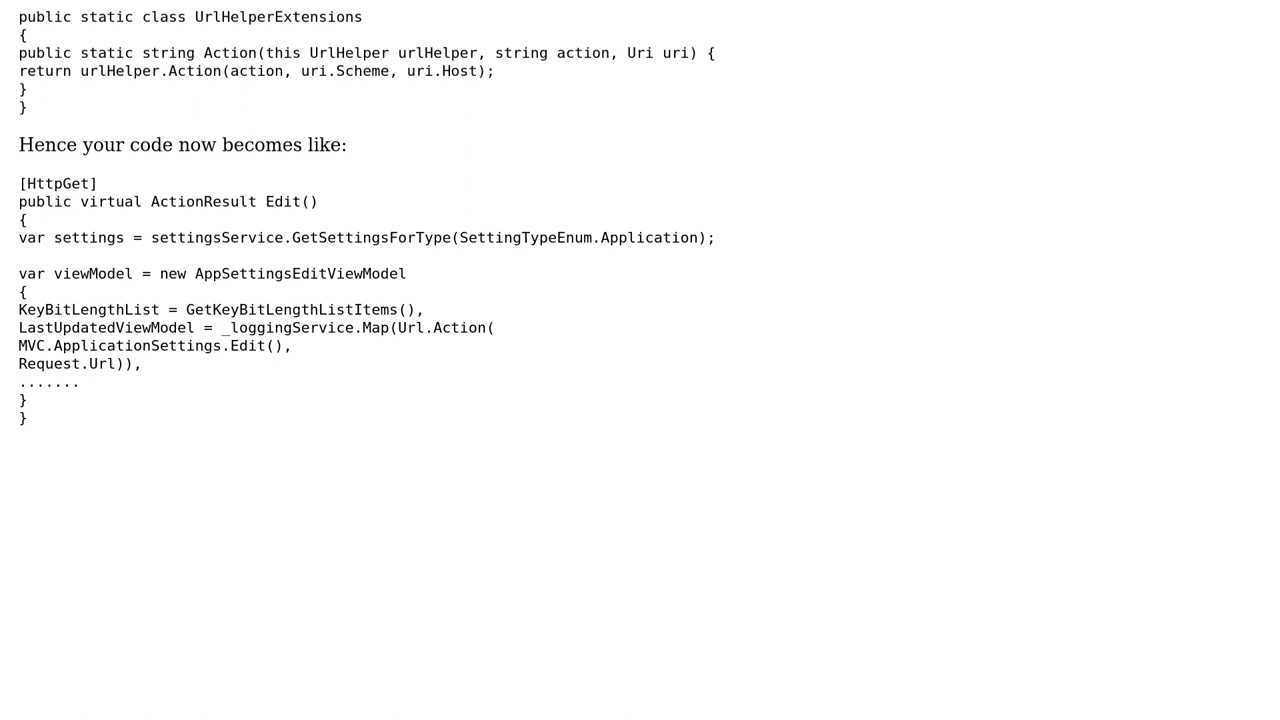 public static class UrlHelperExtensions
{
public static string Action(this UrlHelper urlHelper, string action, Uri uri) {
return urlHelper.Action(action, uri.Scheme, uri.Host);
}
}
Hence your code now becomes like:
[HttpGet]
public virtual ActionResult Edit()
{
var settings = settingsService.GetSettingsForType(SettingTypeEnum.Application);
var viewModel = new AppSettingsEditViewModel
{
KeyBitLengthList = GetKeyBitLengthListItems(),
LastUpdatedViewModel = _loggingService.Map(Url.Action(
MVC.ApplicationSettings.Edit(),
Request.Url)),
.......
}
}